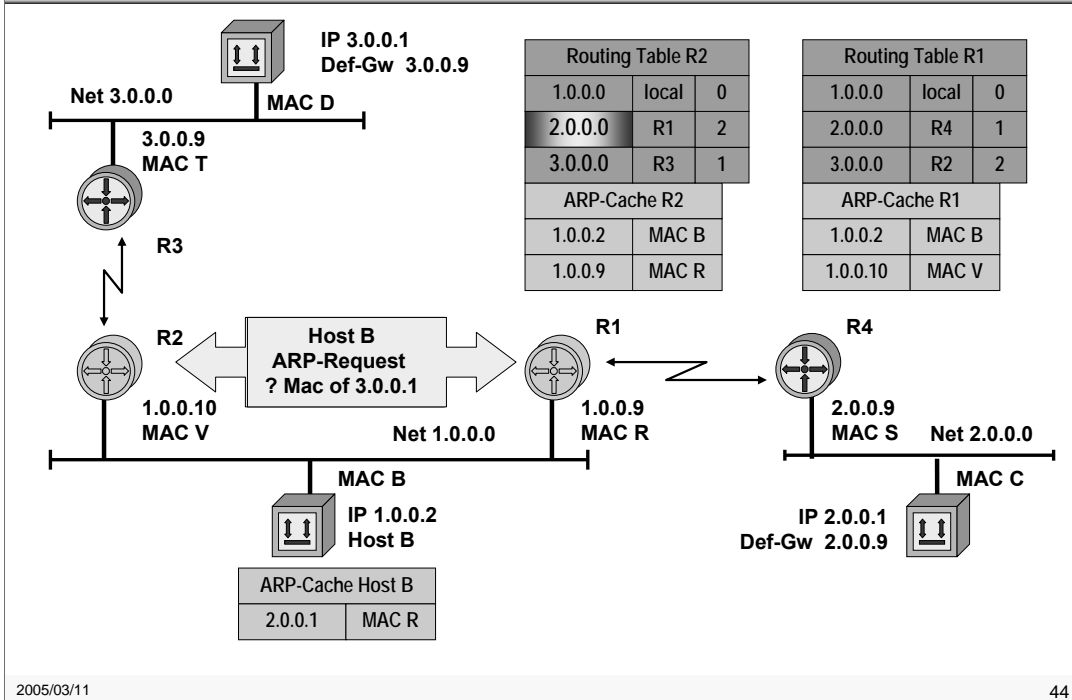 IP 3.0.0.1
Def-Gw 3.0.0.9
Net 3.0.0.0
MAC D
3.0.0.9
MAC T
R3
Routing Table R2
1.0.0.0 local 0
2.0.0.0 R1 2
3.0.0.0 R3 1
ARP-Cache R2
1.0.0.2 MAC B
1.0.0.9 MAC R
Routing Table R1
1.0.0.0 local 0
2.0.0.0 R4 1
3.0.0.0 R2 2
ARP-Cache R1
1.0.0.2 MAC B
1.0.0.10 MAC V
R2
Host B
ARP-Request
? Mac of 3.0.0.1
R1
R4
1.0.0.10
MAC V
Net 1.0.0.0
1.0.0.9
MAC R
2.0.0.9
MAC S
Net 2.0.0.0
MAC B
IP 1.0.0.2
Host B
MAC C
IP 2.0.0.1
Def-Gw 2.0.0.9
ARP-Cache Host B
2.0.0.1 MAC R
2005/03/11
44